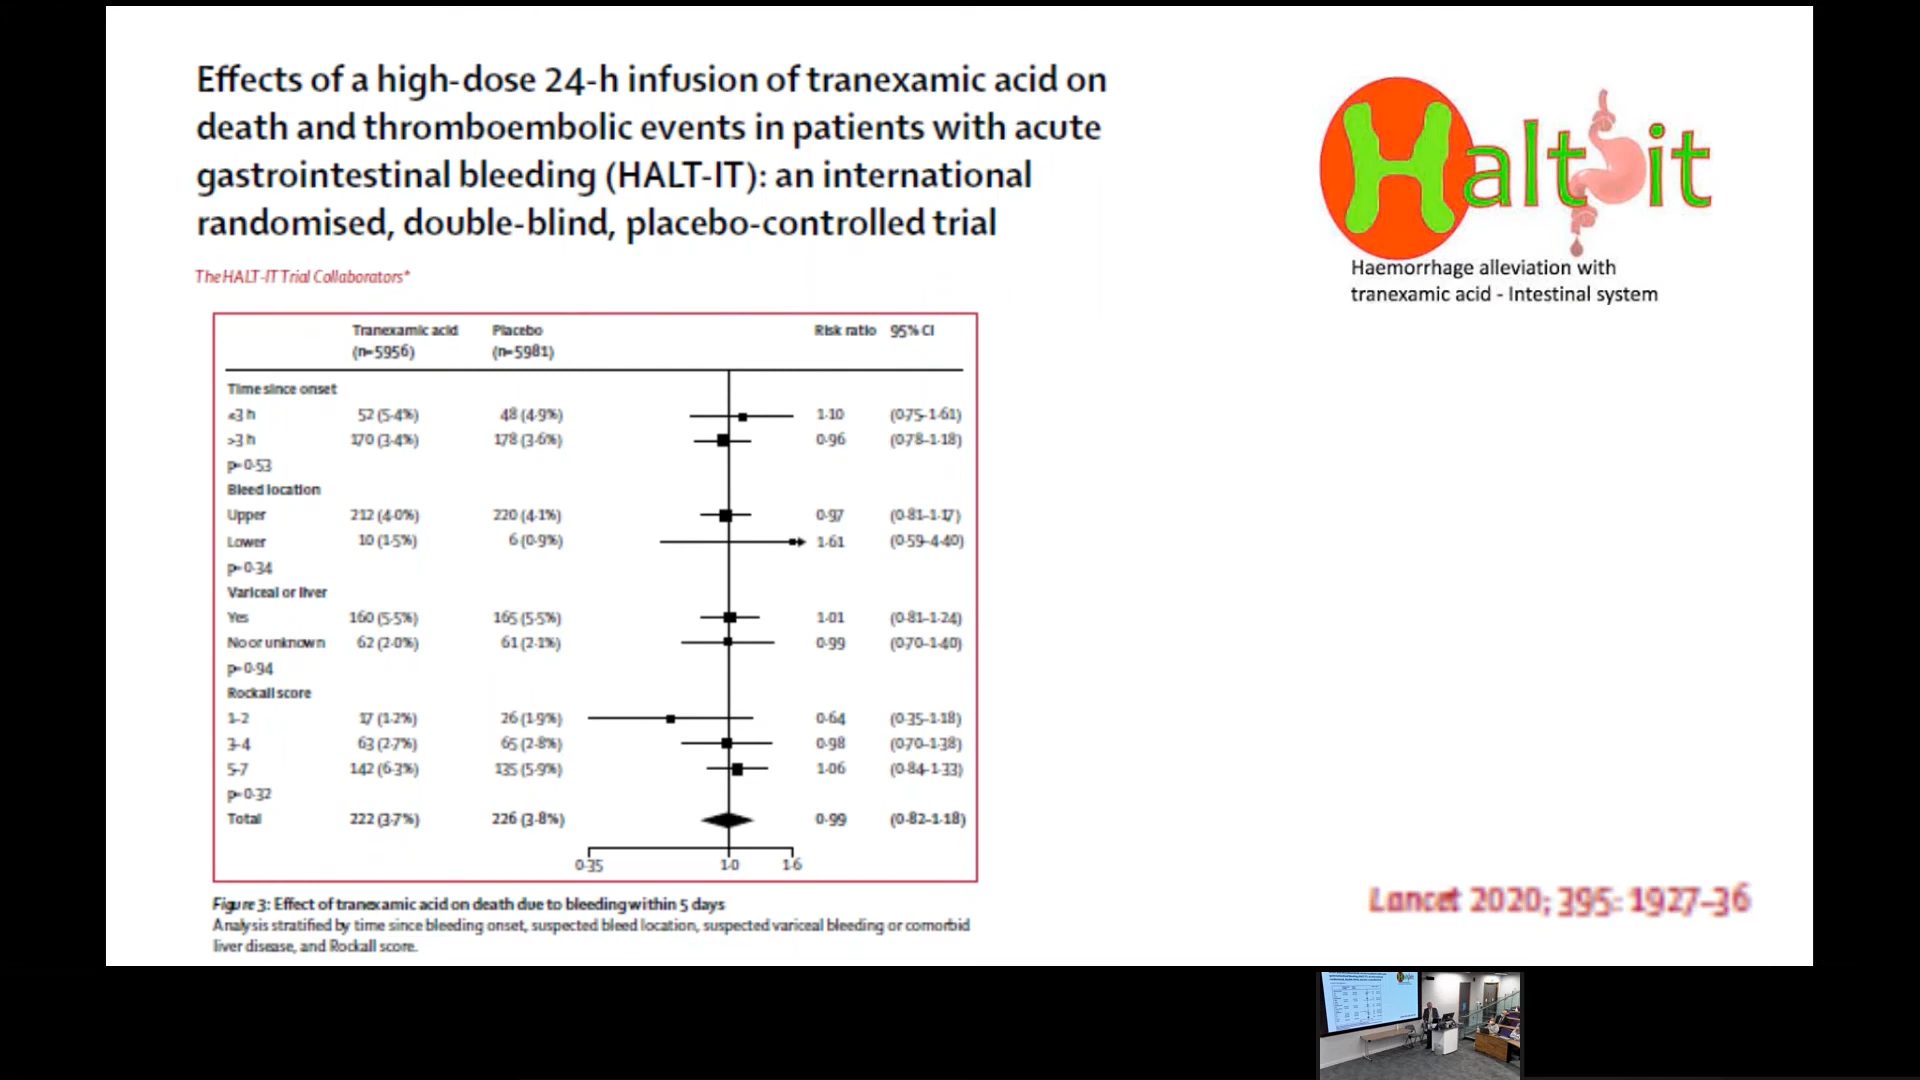 Effects of a high-dose 24-h infusion of tranexamic acid on
death and thromboembolic events in patients with acute
gastrointestinal bleeding (HALT-IT): an international
randomised, double-blind, placebo-controlled trial
The HALT-IT Trial Collaborators*
Halt it
Haemorrhage alleviation with
tranexamic acid - Intestinal system
Tranexamic acid Placebo Risk ratio 95% CI
(n=5956) (n=5981)
Time since onset
≤3 h 52 (5·4%) 48 (4·9%) 1·10 (0·75–1·61)
>3 h 170 (3·4%) 178 (3·6%) 0·96 (0·78–1·18)
p=0·53
Bleed location
Upper 212 (4·0%) 220 (4·1%) 0·97 (0·81–1·17)
Lower 10 (1·5%) 6 (0·9%) 1·61 (0·59–4·40)
p=0·34
Variceal or liver
Yes 160 (5·5%) 165 (5·5%) 1·01 (0·81–1·24)
No or unknown 62 (2·0%) 61 (2·1%) 0·99 (0·70–1·40)
p=0·94
Rockall score
1–2 17 (1·2%) 26 (1·9%) 0·64 (0·35–1·18)
3–4 63 (2·7%) 65 (2·8%) 0·98 (0·70–1·38)
5–7 142 (6·3%) 135 (5·9%) 1·06 (0·84–1·33)
p=0·32
Total 222 (3·7%) 226 (3·8%) 0·99 (0·82–1·18)
0·35 1·0 1·6
Figure 3: Effect of tranexamic acid on death due to bleeding within 5 days
Analysis stratified by time since bleeding onset, suspected bleed location, suspected variceal bleeding or comorbid
liver disease, and Rockall score.
Lancet 2020; 395: 1927–36